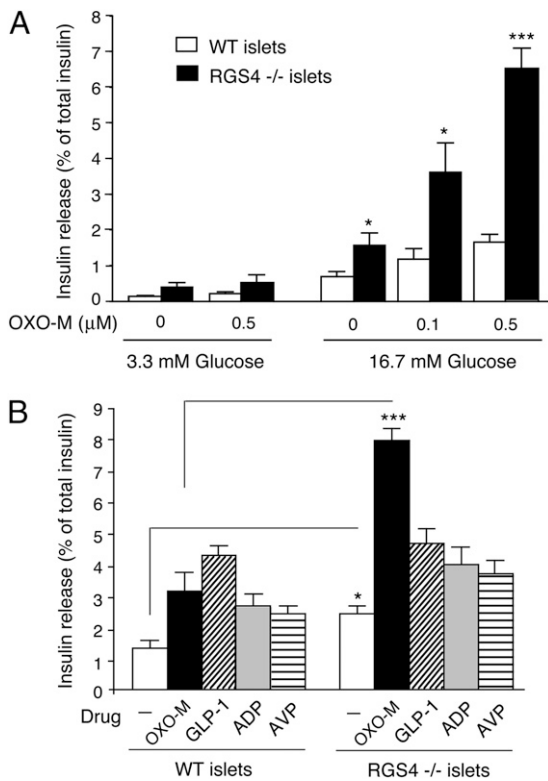 A
Insulin release (% of total insulin)
8
7
6
5
4
3
2
1
0
WT islets
RGS4 -/- islets
*
*
***
OXO-M (μM)
0
0.5
0
0.1
0.5
3.3 mM Glucose
16.7 mM Glucose
B
Insulin release (% of total insulin)
9
8
7
6
5
4
3
2
1
0
*
***
Drug
–
OXO-M
GLP-1
ADP
AVP
–
OXO-M
GLP-1
ADP
AVP
WT islets
RGS4 -/- islets